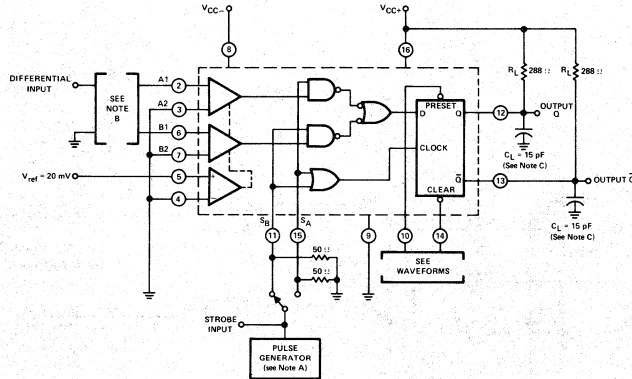 VCC−
VCC+
8
16
RL
288 Ω
RL
288 Ω
DIFFERENTIAL
INPUT
SEE
NOTE
B
A1
2
A2
3
B1
6
B2
7
Vref = 20 mV
5
4
+
−
D
PRESET
Q
CLOCK
Q̅
CLEAR
12
OUTPUT
Q
CL = 15 pF
(See Note C)
13
OUTPUT Q̅
CL = 15 pF
(See Note C)
SB
SA
11
15
9
10
14
50 Ω
50 Ω
SEE
WAVEFORMS
STROBE
INPUT
PULSE
GENERATOR
(see Note A)